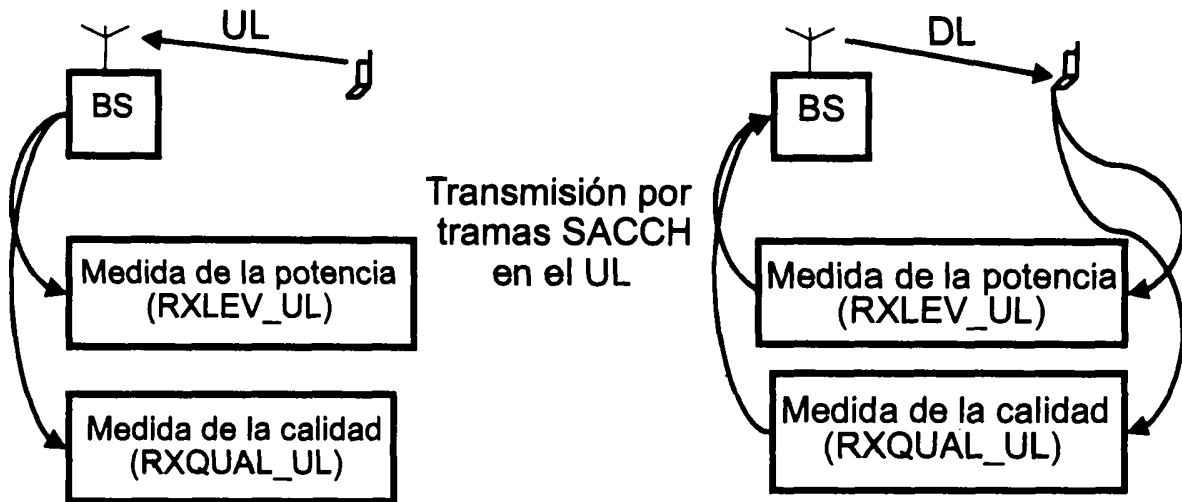 UL
BS
Medida de la potencia
(RXLEV_UL)
Medida de la calidad
(RXQUAL_UL)
Transmisión por
tramas SACCH
en el UL
DL
BS
Medida de la potencia
(RXLEV_UL)
Medida de la calidad
(RXQUAL_UL)